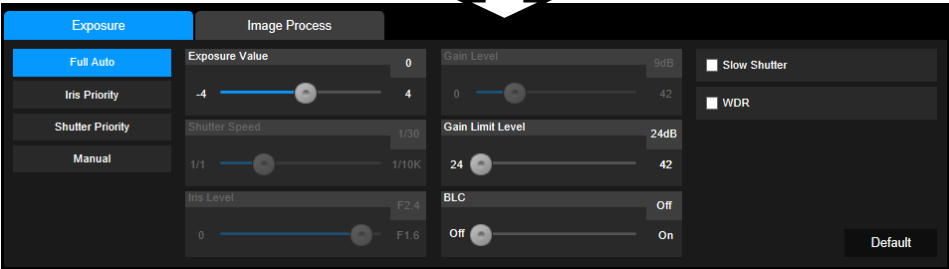 Exposure
Image Process
Full Auto
Iris Priority
Shutter Priority
Manual
Exposure Value 0
-4 4
Shutter Speed 1/30
1/1 1/10K
Iris Level F2.4
0 F1.6
Gain Level 9dB
0 42
Gain Limit Level 24dB
24 42
BLC Off
Off On
Slow Shutter
WDR
Default